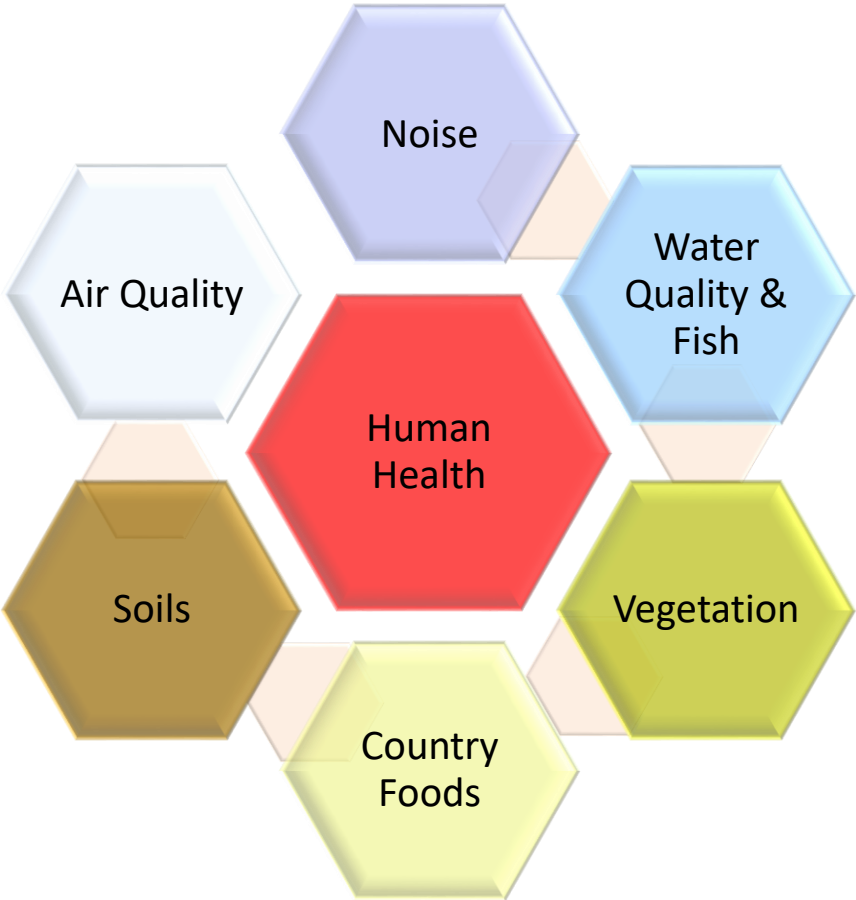 Noise
Air Quality
Water
Quality &
Fish
Human
Health
Soils
Vegetation
Country
Foods